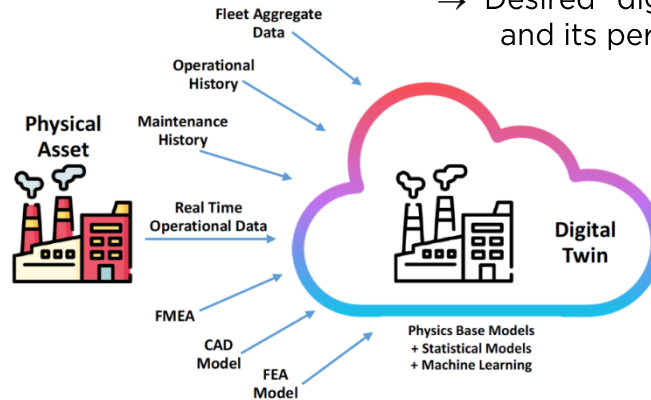 → Desired "dig
and its per
Fleet Aggregate
Data
Operational
History
Maintenance
History
Physical
Asset
Real Time
Operational Data
Digital
Twin
FMEA
CAD
Model
FEA
Model
Physics Base Models
+ Statistical Models
+ Machine Learning